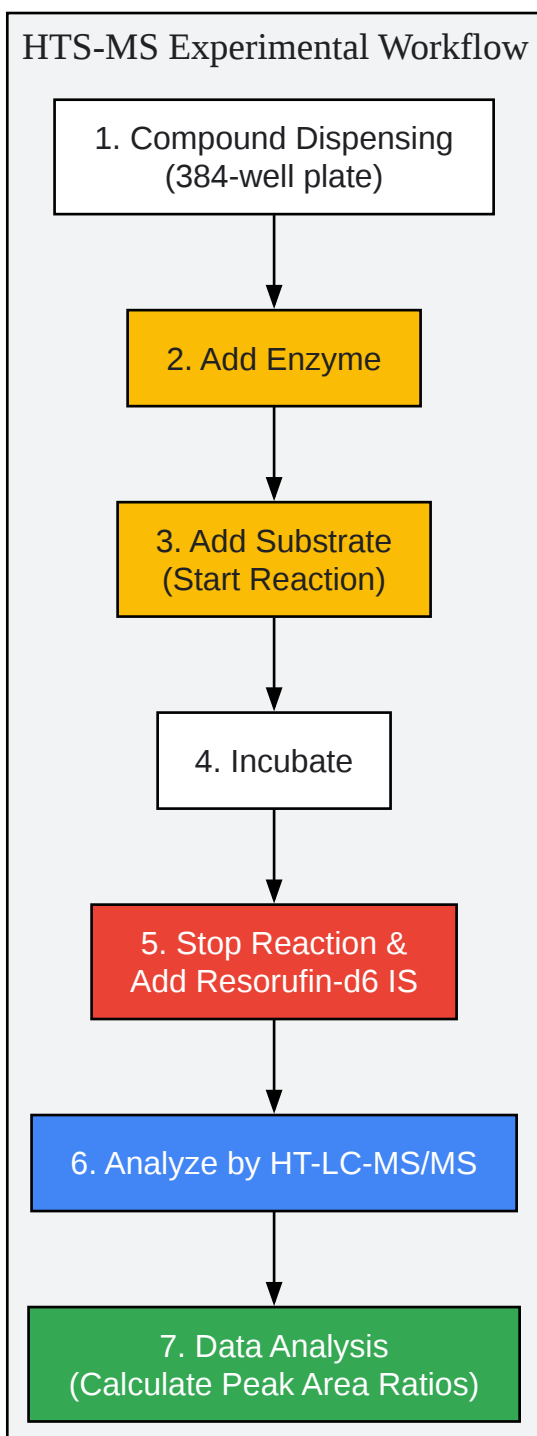 HTS-MS Experimental Workflow
1. Compound Dispensing
(384-well plate)
2. Add Enzyme
3. Add Substrate
(Start Reaction)
4. Incubate
5. Stop Reaction &
Add Resorufin-d6 IS
6. Analyze by HT-LC-MS/MS
7. Data Analysis
(Calculate Peak Area Ratios)